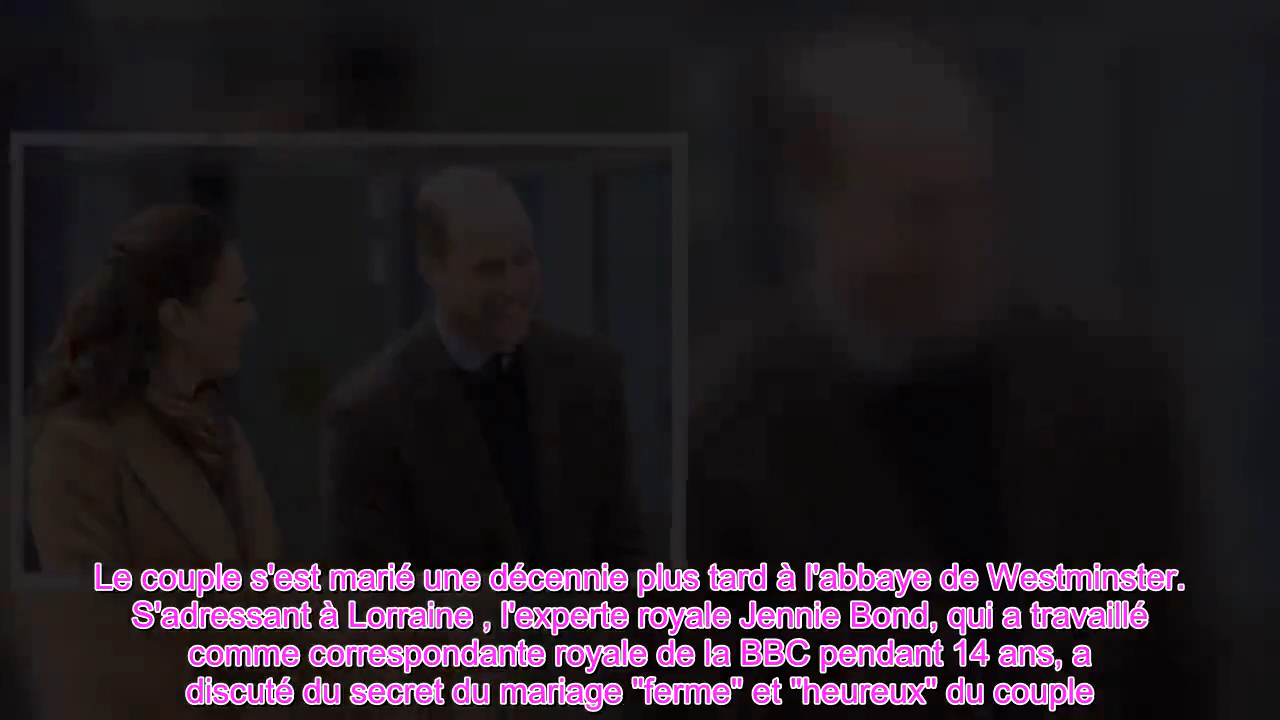 Le couple s'est marié une décennie plus tard à l'abbaye de Westminster.
S'adressant à Lorraine , l'experte royale Jennie Bond, qui a travaillé
comme correspondante royale de la BBC pendant 14 ans, a
discuté du secret du mariage "ferme" et "heureux" du couple